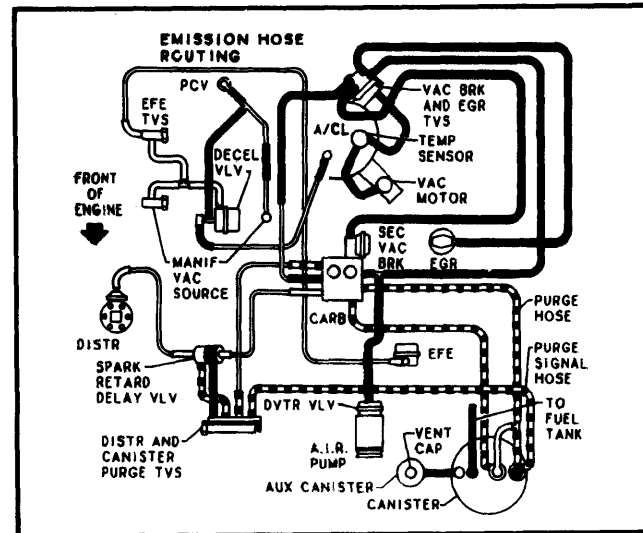 EMISSION HOSE
ROUTING
PCV
EFE
TVS
DECEL
VLV
FRONT
OF
ENGINE
MANIF
VAC
SOURCE
A/CL
VAC BRK
AND EGR
TVS
TEMP
SENSOR
VAC
MOTOR
SEC
VAC
BRK
EGR
CARB
DISTR
SPARK
RETARD
DELAY VLV
EFE
PURGE
HOSE
PURGE
SIGNAL
HOSE
TO
FUEL
TANK
DISTR AND
CANISTER
PURGE TVS
DVTR VLV
A.I.R.
PUMP
VENT
CAP
AUX CANISTER
CANISTER